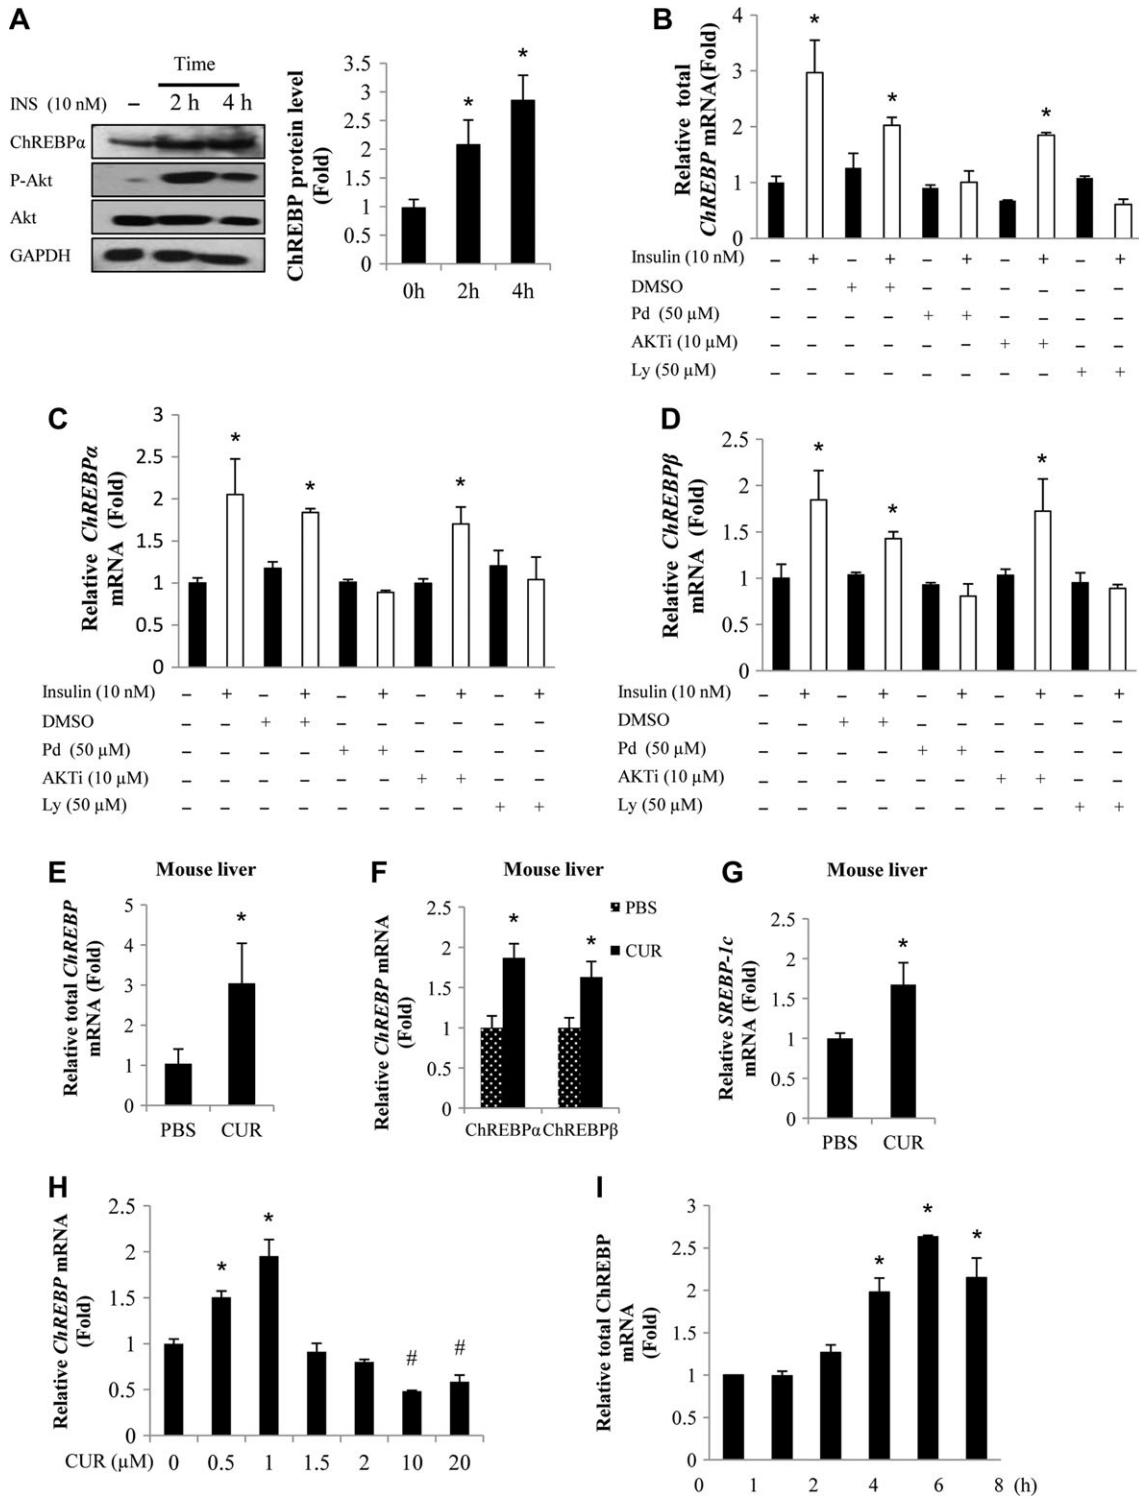 A
Time
INS (10 nM) – 2 h 4 h
ChREBPα
P-Akt
Akt
GAPDH
ChREBP protein level
(Fold)
3.5
3
2.5
2
1.5
1
0.5
0
* *
0h 2h 4h
B
Relative total
ChREBP mRNA(Fold)
4
3
2
1
0
* * *
Insulin (10 nM) – + – + – + – + – +
DMSO – – + + – – – – – –
Pd (50 µM) – – – – + + – – – –
AKTi (10 µM) – – – – – – + + – –
Ly (50 µM) – – – – – – – – + +
C
Relative ChREBPα
mRNA (Fold)
3
2.5
2
1.5
1
0.5
0
* * *
Insulin (10 nM) – + – + – + – + – +
DMSO – – + + – – – – – –
Pd (50 µM) – – – – + + – – – –
AKTi (10 µM) – – – – – – + + – –
Ly (50 µM) – – – – – – – – + +
D
Relative ChREBPβ
mRNA (Fold)
2.5
2
1.5
1
0.5
0
* * *
Insulin (10 nM) – + – + – + – + – +
DMSO – – + + – – – – – –
Pd (50 µM) – – – – + + – – – –
AKTi (10 µM) – – – – – – + + – –
Ly (50 µM) – – – – – – – – + +
E
Mouse liver
Relative total ChREBP
mRNA (Fold)
5
4
3
2
1
0
*
PBS CUR
F
Mouse liver
Relative ChREBP mRNA
(Fold)
2.5
2
1.5
1
0.5
0
* *
PBS
CUR
ChREBPα ChREBPβ
G
Mouse liver
Relative SREBP-1c
mRNA (Fold)
2.5
2
1.5
1
0.5
0
*
PBS CUR
H
Relative ChREBP mRNA
(Fold)
2.5
2
1.5
1
0.5
0
* * # #
CUR (µM) 0 0.5 1 1.5 2 10 20
I
Relative total ChREBP
mRNA
(Fold)
3
2.5
2
1.5
1
0.5
0
* * *
0 1 2 4 6 8 (h)